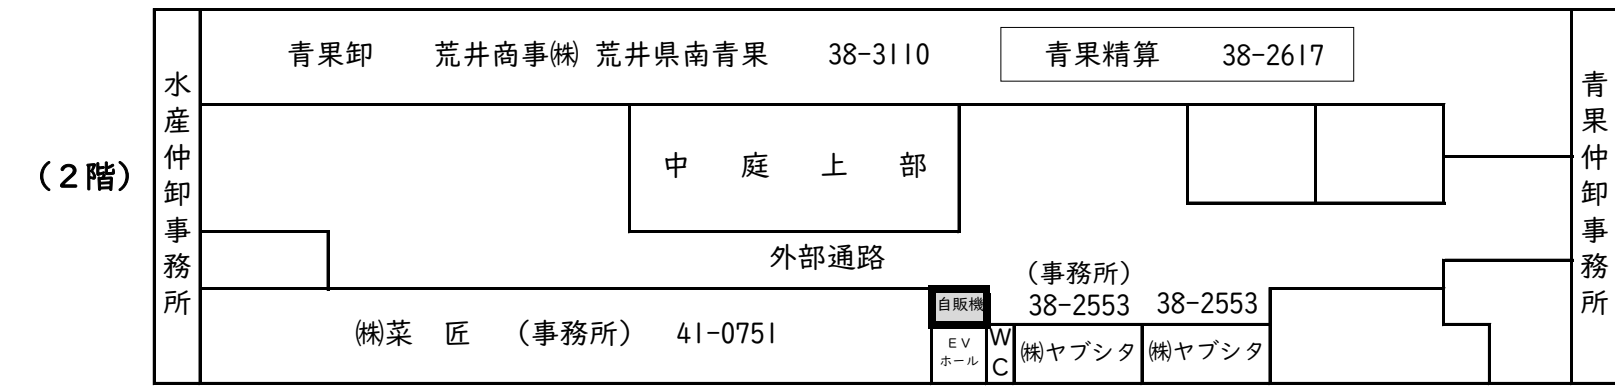 (2階)
水産仲卸事務所
青果卸 荒井商事㈱ 荒井県南青果 38-3110
青果精算 38-2617
青果仲卸事務所
中庭上部
外部通路
(事務所)
38-2553 38-2553
自販機
㈱菜 匠 (事務所) 41-0751
EV
ホール
WC
㈱ヤブシタ ㈱ヤブシタ